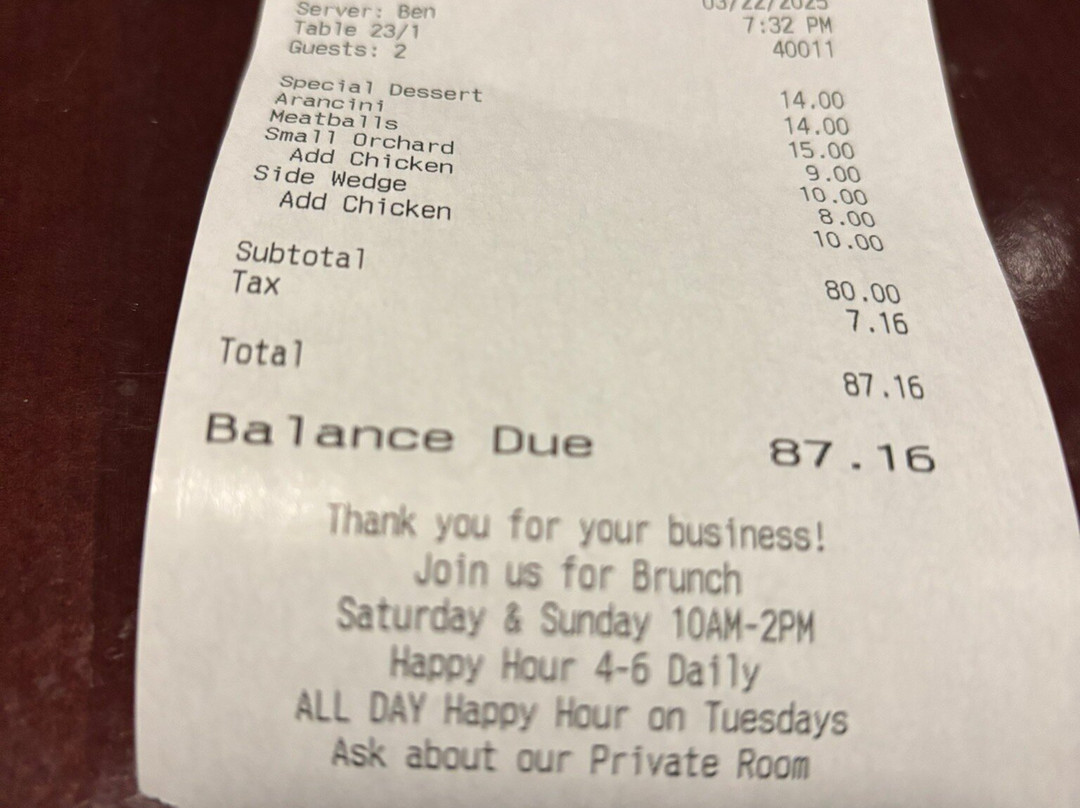 Server: Ben 03/22/2025
Table 23/1 7:32 PM
Guests: 2 40011
Special Dessert 14.00
Arancini 14.00
Meatballs 15.00
Small Orchard 9.00
Add Chicken 10.00
Side Wedge 8.00
Add Chicken 10.00
Subtotal 80.00
Tax 7.16
Total 87.16
Balance Due 87.16
Thank you for your business!
Join us for Brunch
Saturday & Sunday 10AM-2PM
Happy Hour 4-6 Daily
ALL DAY Happy Hour on Tuesdays
Ask about our Private Room